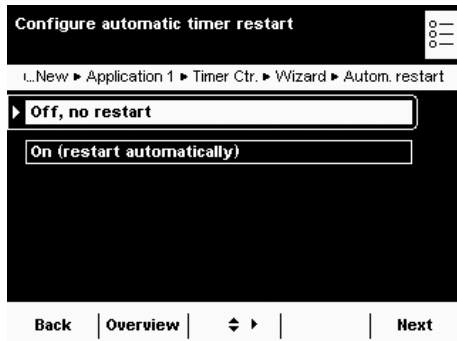 Configure automatic timer restart
...New ▸ Application 1 ▸ Timer Ctr. ▸ Wizard ▸ Autom. restart
Off, no restart
On (restart automatically)
Back Overview Next